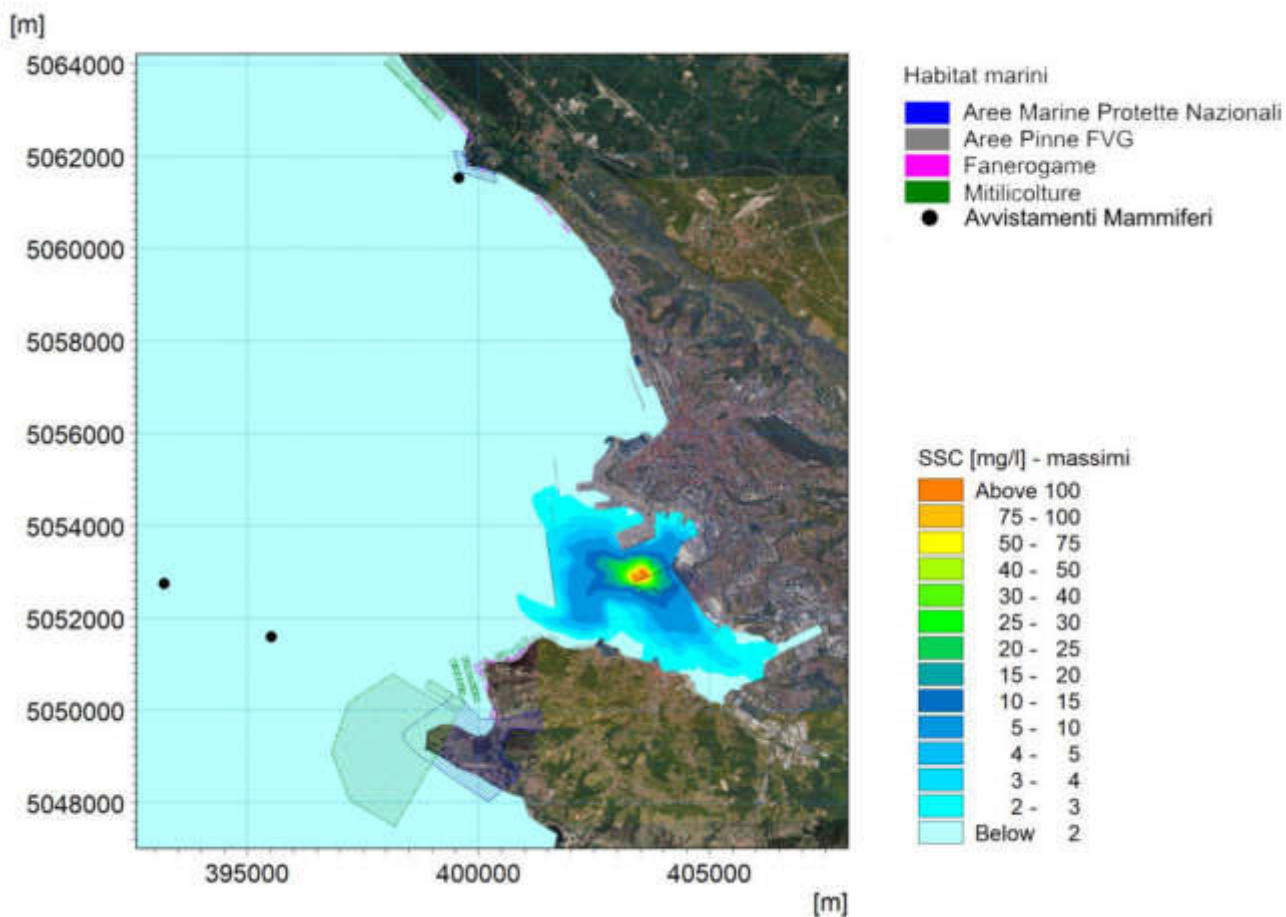 [m]
5064000
5062000
5060000
5058000
5056000
5054000
5052000
5050000
5048000
395000
400000
405000
[m]
Habitat marini
Aree Marine Protette Nazionali
Aree Pinne FVG
Fanerogame
Mitilicolture
Avvistamenti Mammiferi
SSC [mg/l] - massimi
Above 100
75 - 100
50 - 75
40 - 50
30 - 40
25 - 30
20 - 25
15 - 20
10 - 15
5 - 10
4 - 5
3 - 4
2 - 3
Below 2